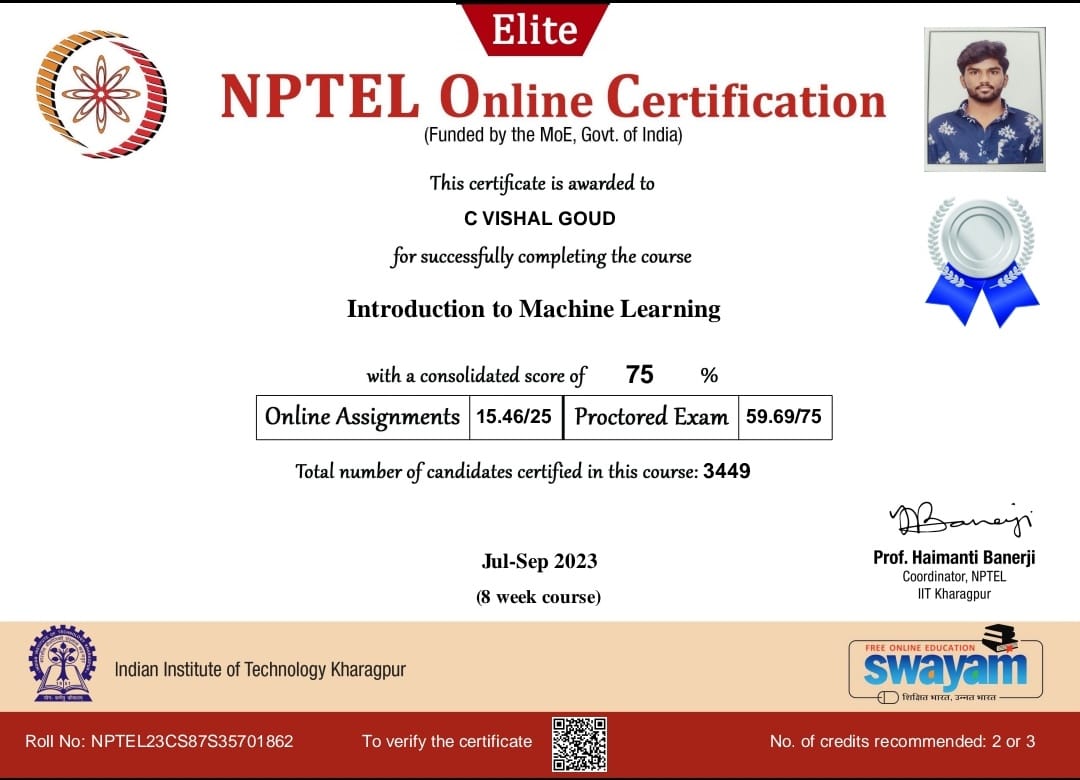 Elite
NPTEL Online Certification
(Funded by the MoE, Govt. of India)
This certificate is awarded to
C VISHAL GOUD
for successfully completing the course
Introduction to Machine Learning
with a consolidated score of 75 %
Online Assignments 15.46/25 Proctored Exam 59.69/75
Total number of candidates certified in this course: 3449
Jul-Sep 2023
(8 week course)
Prof. Haimanti Banerji
Coordinator, NPTEL
IIT Kharagpur
Indian Institute of Technology Kharagpur
FREE ONLINE EDUCATION
swayam
शिक्षित भारत, उन्नत भारत
Roll No: NPTEL23CS87S35701862
To verify the certificate
No. of credits recommended: 2 or 3